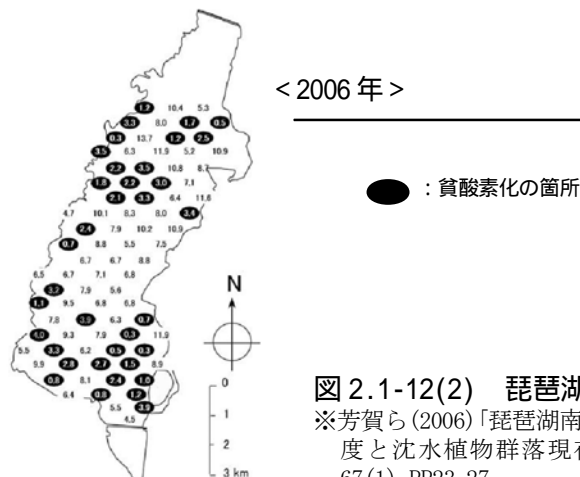 <2006年>
1.2 10.4 5.3
3.3 8.0 1.7 0.5
0.3 13.7 1.2 2.5
3.5 6.3 11.9 5.2 10.9
2.2 3.5 10.8 8.7
1.8 2.2 3.0 7.1
2.1 3.3 6.4 11.6
4.7 10.1 8.3 8.0 3.4
2.4 7.9 10.2 10.9
0.7 8.8 5.5 7.5
6.7 6.7 8.8
6.5 6.7 7.1 6.8
3.2 7.9 5.6
1.1 9.5 6.8 6.8
7.8 3.9 6.3 0.7
4.0 9.3 7.9 0.3 11.9
5.5 3.3 6.2 0.5 0.3
9.9 2.8 2.7 1.5 8.9
0.8 8.1 2.4 1.0
6.4 0.8 1.2
5.5 3.9
4.5
:貧酸素化の箇所
N
0
1
2
3 km
図2.1-12(2) 琵琶湖
※芳賀ら(2006)「琵琶湖南
度と沈水植物群落現存